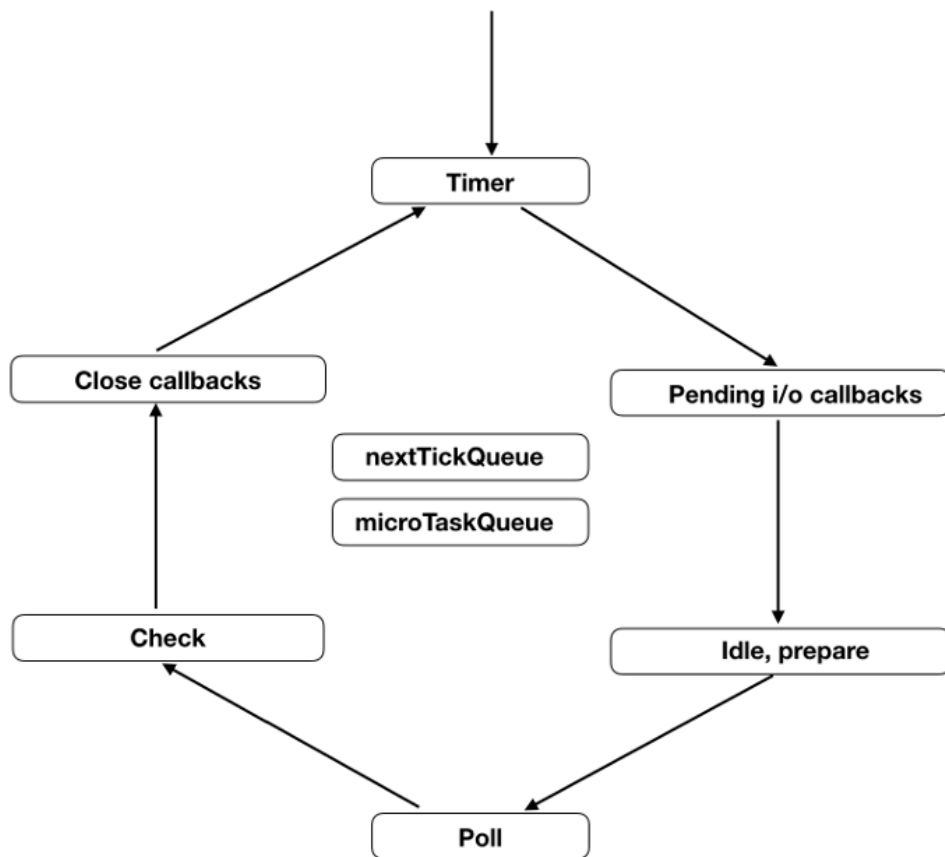 Timer
Close callbacks
Pending i/o callbacks
nextTickQueue
microTaskQueue
Check
Idle, prepare
Poll